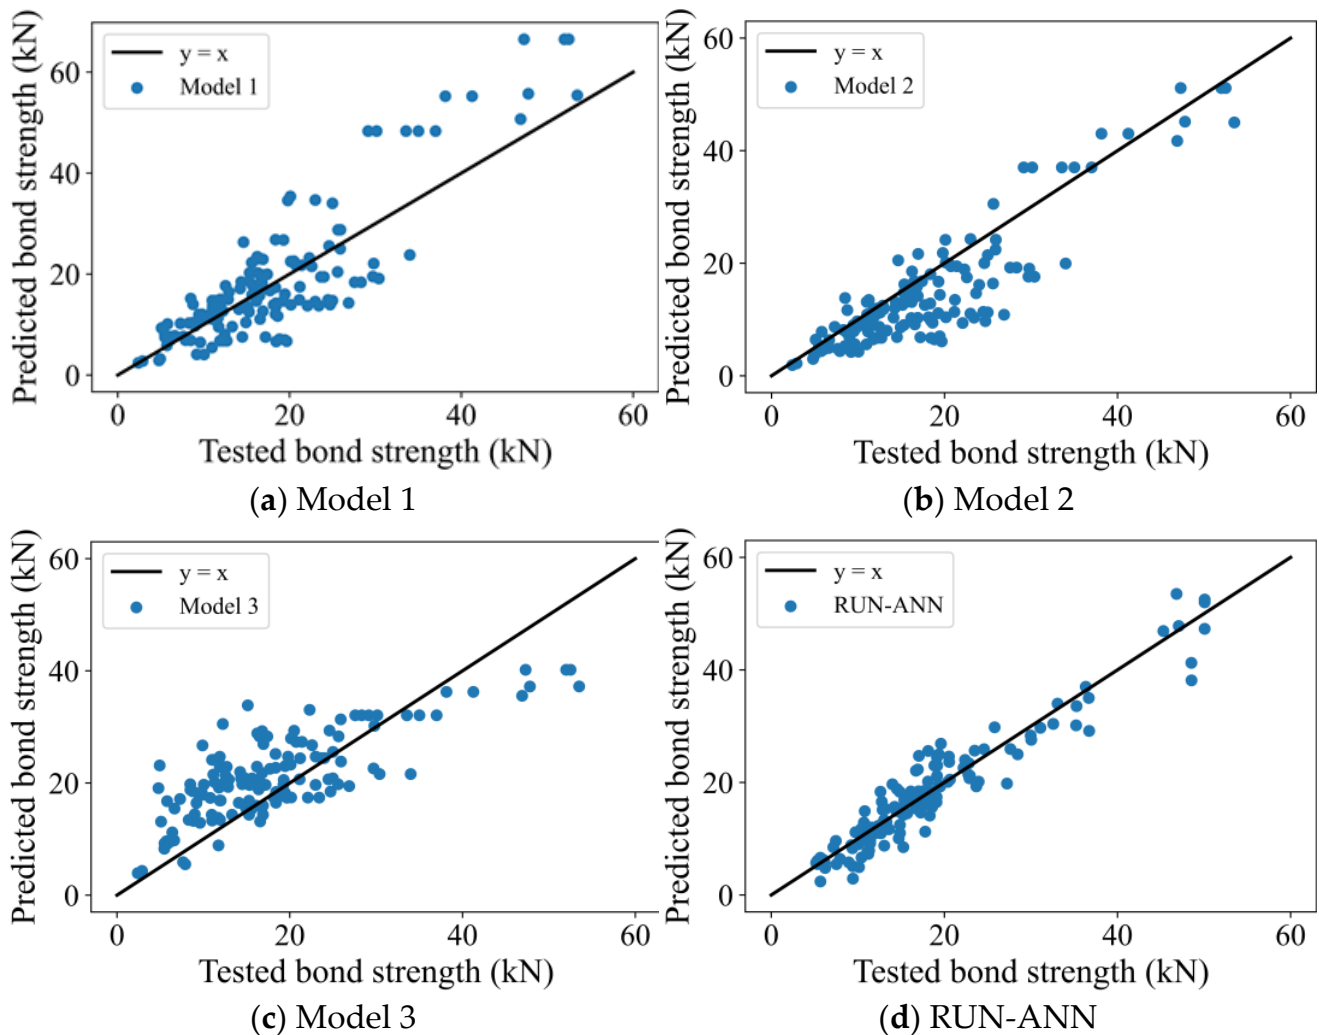 Predicted bond strength (kN)
60
40
20
0
y = x
Model 1
0 20 40 60
Tested bond strength (kN)
(a) Model 1
Predicted bond strength (kN)
60
40
20
0
y = x
Model 2
0 20 40 60
Tested bond strength (kN)
(b) Model 2
Predicted bond strength (kN)
60
40
20
0
y = x
Model 3
0 20 40 60
Tested bond strength (kN)
(c) Model 3
Predicted bond strength (kN)
60
40
20
0
y = x
RUN-ANN
0 20 40 60
Tested bond strength (kN)
(d) RUN-ANN